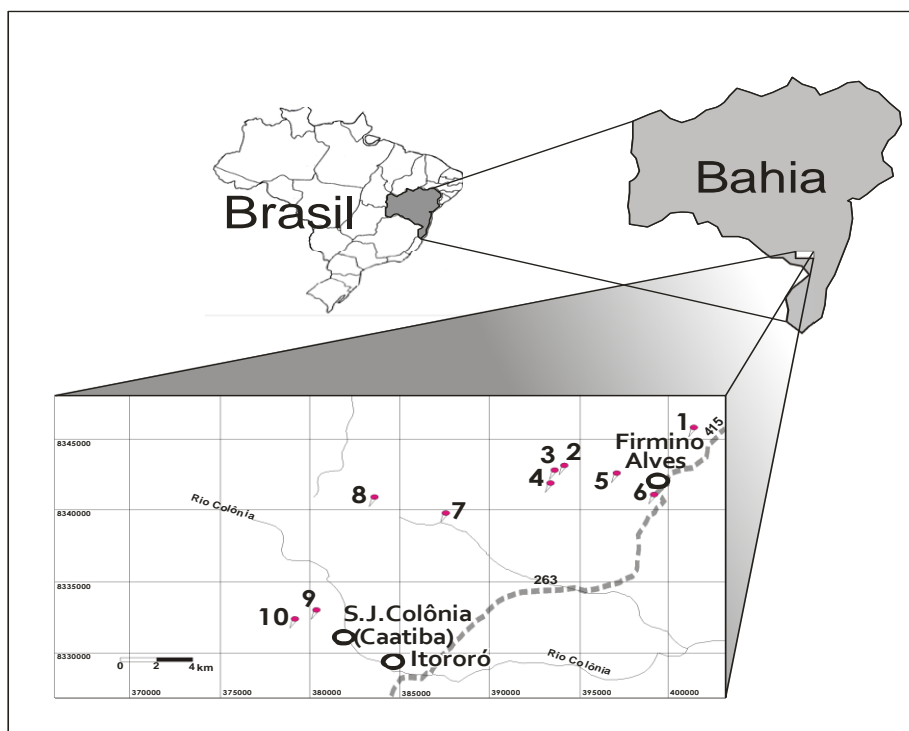 Brasil
Bahia
1
415
Firmino
Alves
3
2
4
5
6
8
7
Rio Colônia
263
9
10
S.J.Colônia
(Caatiba)
Itororó
Rio Colônia
8345000
8340000
8335000
8330000
0 2 4 km
370000
375000
380000
385000
390000
395000
400000